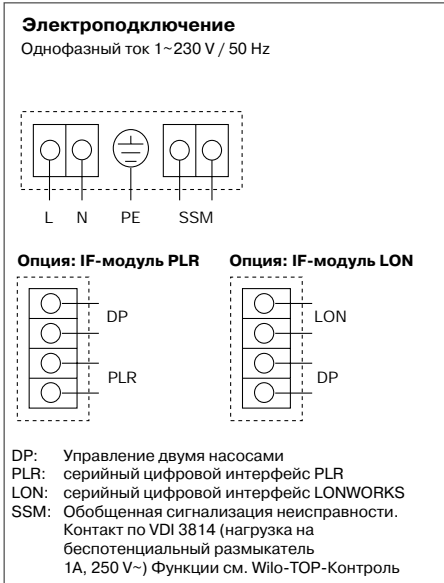 Электроподключение
Однофазный ток 1~230 V / 50 Hz
L N PE SSM
Опция: IF-модуль PLR Опция: IF-модуль LON
DP LON
PLR DP
DP: Управление двумя насосами
PLR: серийный цифровой интерфейс PLR
LON: серийный цифровой интерфейс LONWORKS
SSM: Обобщенная сигнализация неисправности.
Контакт по VDI 3814 (нагрузка на
беспотенциальный размыкатель
1А, 250 V~) Функции см. Wilo-TOP-Контроль